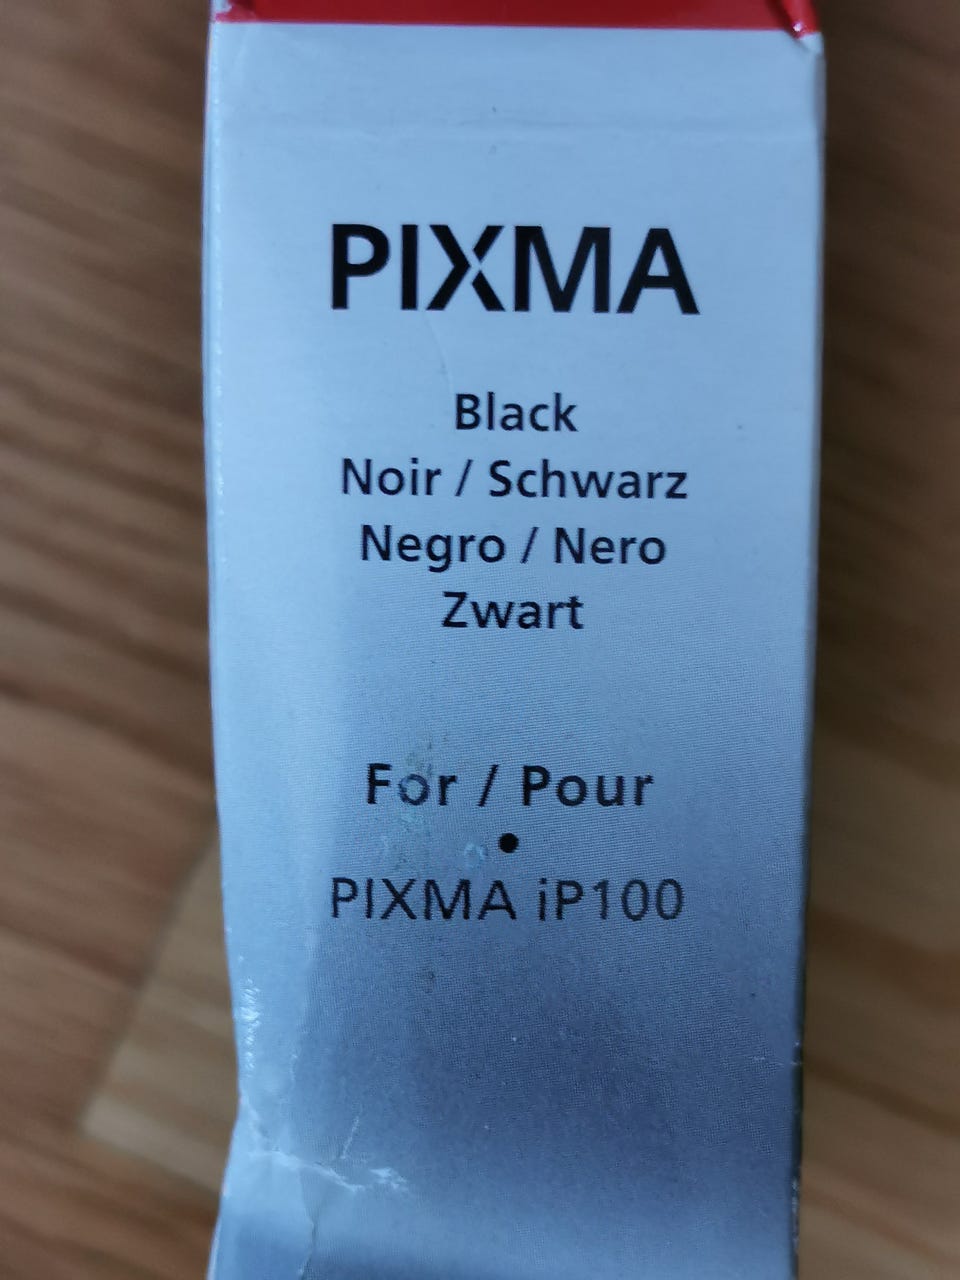 PIXMA
Black
Noir / Schwarz
Negro / Nero
Zwart
For / Pour
•
PIXMA iP100